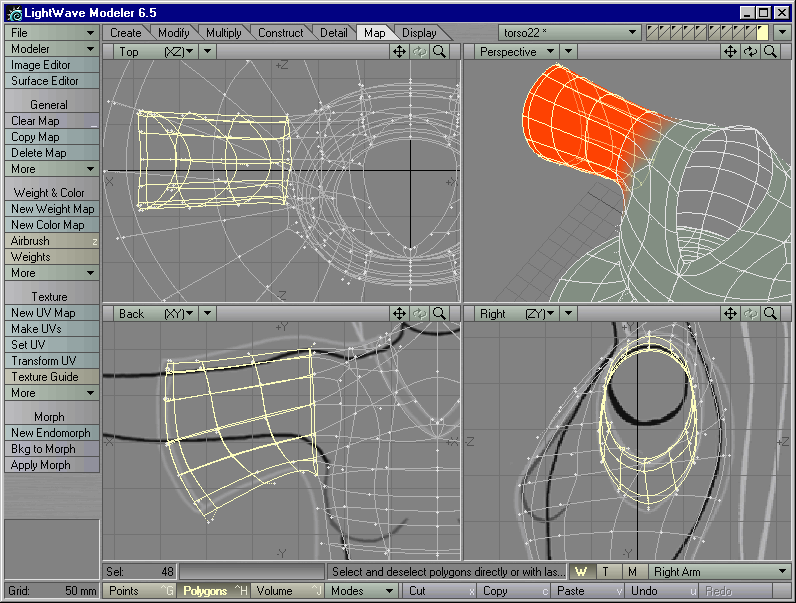 LightWave Modeler 6.5
File
Create Modify Multiply Construct Detail Map Display
torso22 *
Modeler
Image Editor
Surface Editor
General
Clear Map _
Copy Map
Delete Map
More
Weight & Color
New Weight Map
New Color Map
Airbrush z
Weights
More
Texture
New UV Map
Make UVs
Set UV
Transform UV
Texture Guide
More
Morph
New Endomorph
Bkg to Morph
Apply Morph
Top (XZ)
Perspective
+Z
X
+X
-Z
Back (XY)
Right (ZY)
+Y
+Y
-X
X
-Z
+Z
-Y
-Y
Sel: 48
Select and deselect polygons directly or with las...
W T M Right Arm
Grid: 50 mm
Points ^G Polygons ^H Volume ^J Modes Cut x Copy c Paste v Undo u Redo